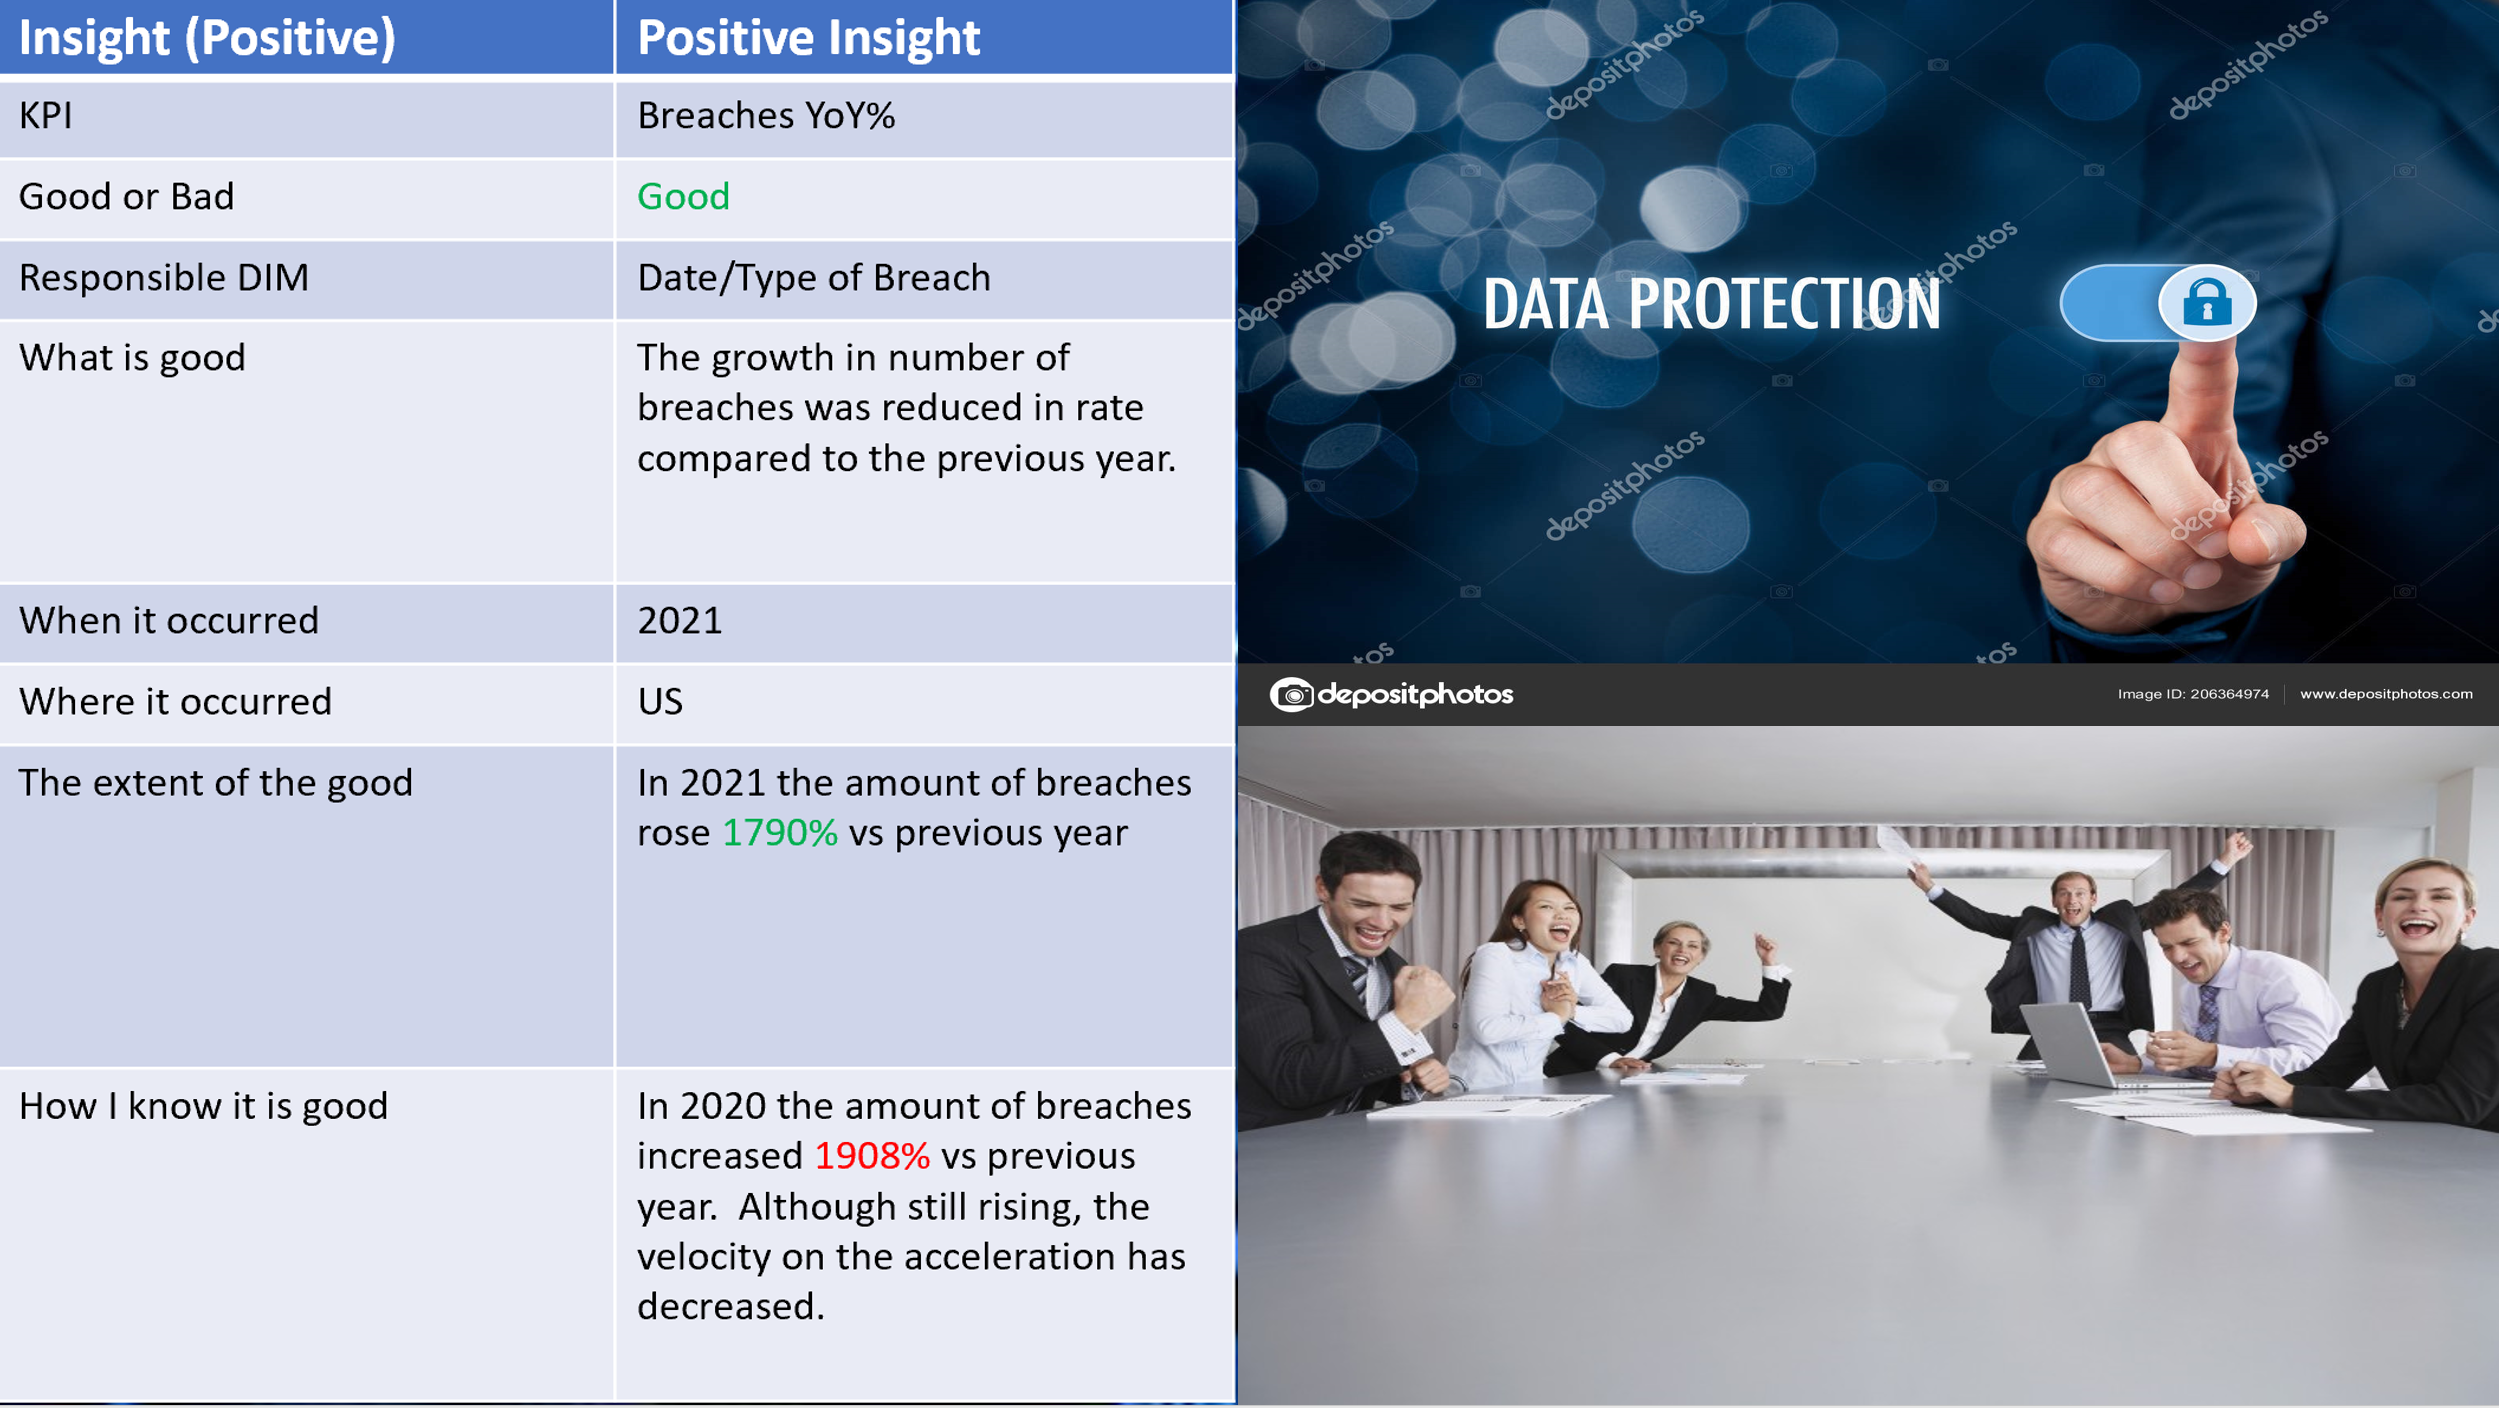 Insight (Positive)
Positive Insight
KPI
Breaches YoY%
Good or Bad
Good
Responsible DIM
Date/Type of Breach
What is good
The growth in number of
breaches was reduced in rate
compared to the previous year.
When it occurred
2021
Where it occurred
US
The extent of the good
In 2021 the amount of breaches
rose 1790% vs previous year
How I know it is good
In 2020 the amount of breaches
increased 1908% vs previous
year.  Although still rising, the
velocity on the acceleration has
decreased.
depositphotos
depositphotos
depositphotos
depositphotos
DATA PROTECTION
depositphotos
depositphotos
depositphotos
Image ID: 206364974
www.depositphotos.com